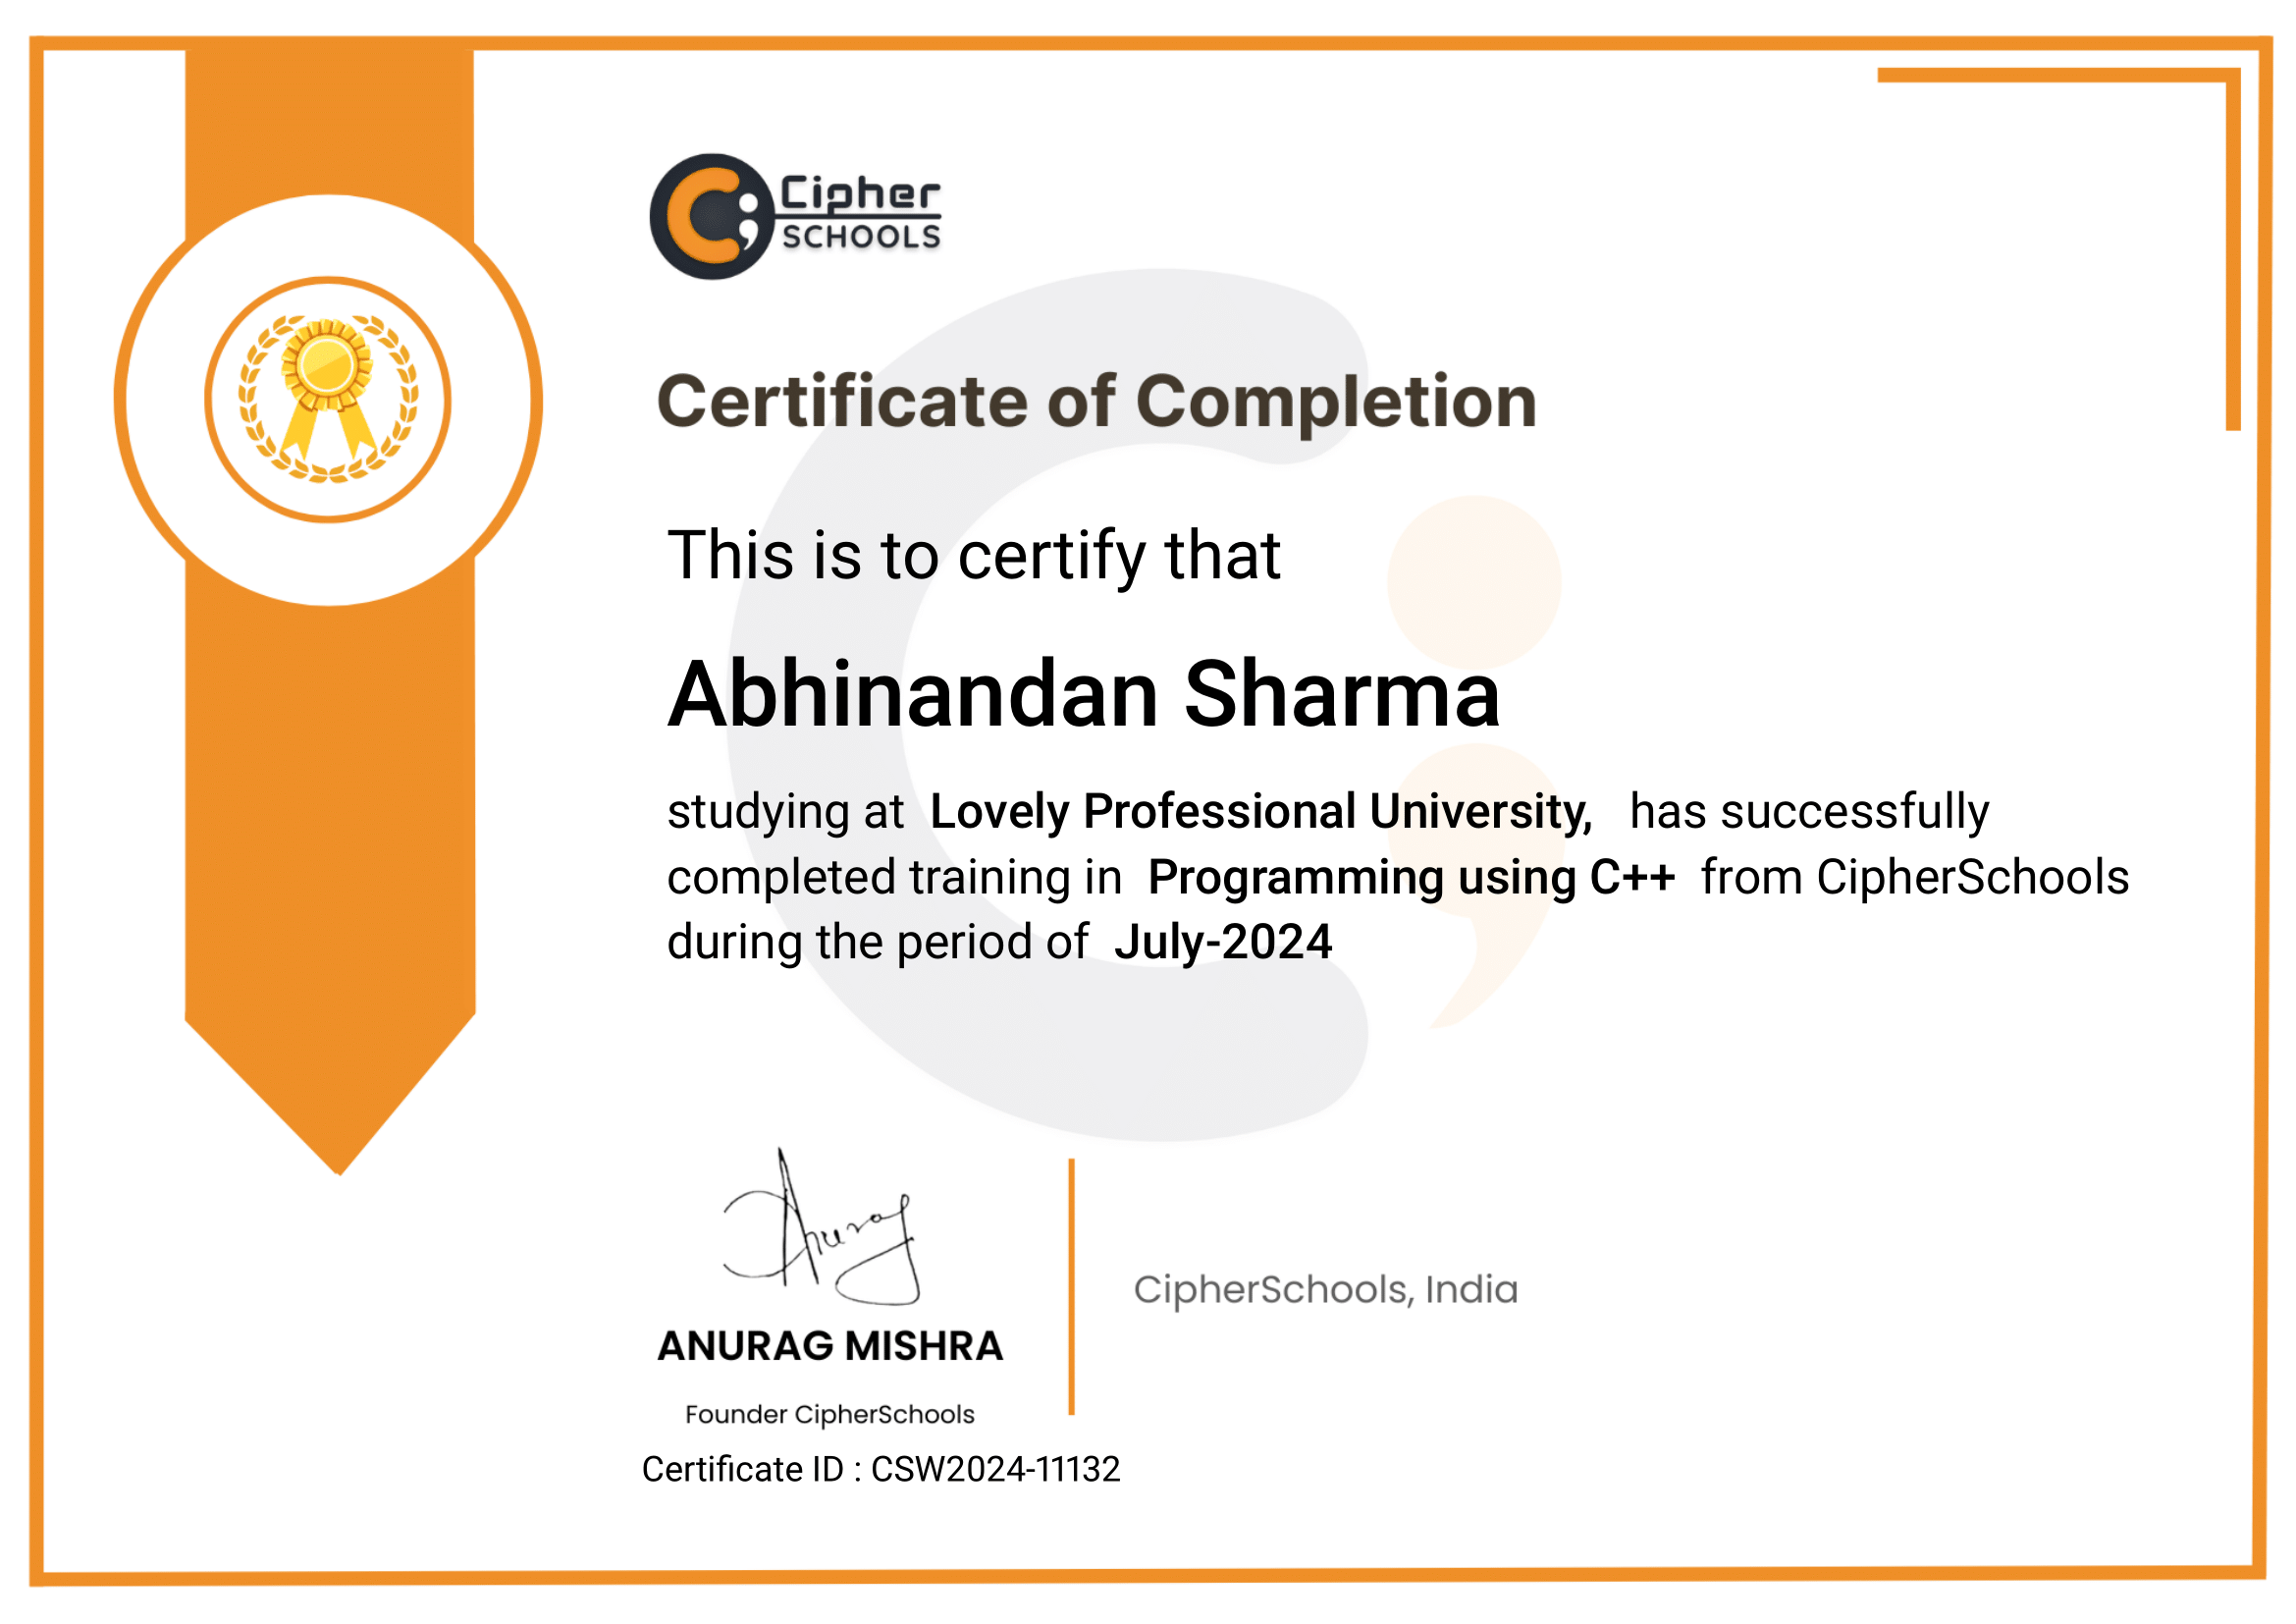 Cipher
SCHOOLS
Certificate of Completion
This is to certify that
Abhinandan Sharma
studying at Lovely Professional University, has successfully
completed training in Programming using C++ from CipherSchools
during the period of July-2024
Anurag
CipherSchools, India
ANURAG MISHRA
Founder CipherSchools
Certificate ID : CSW2024-11132